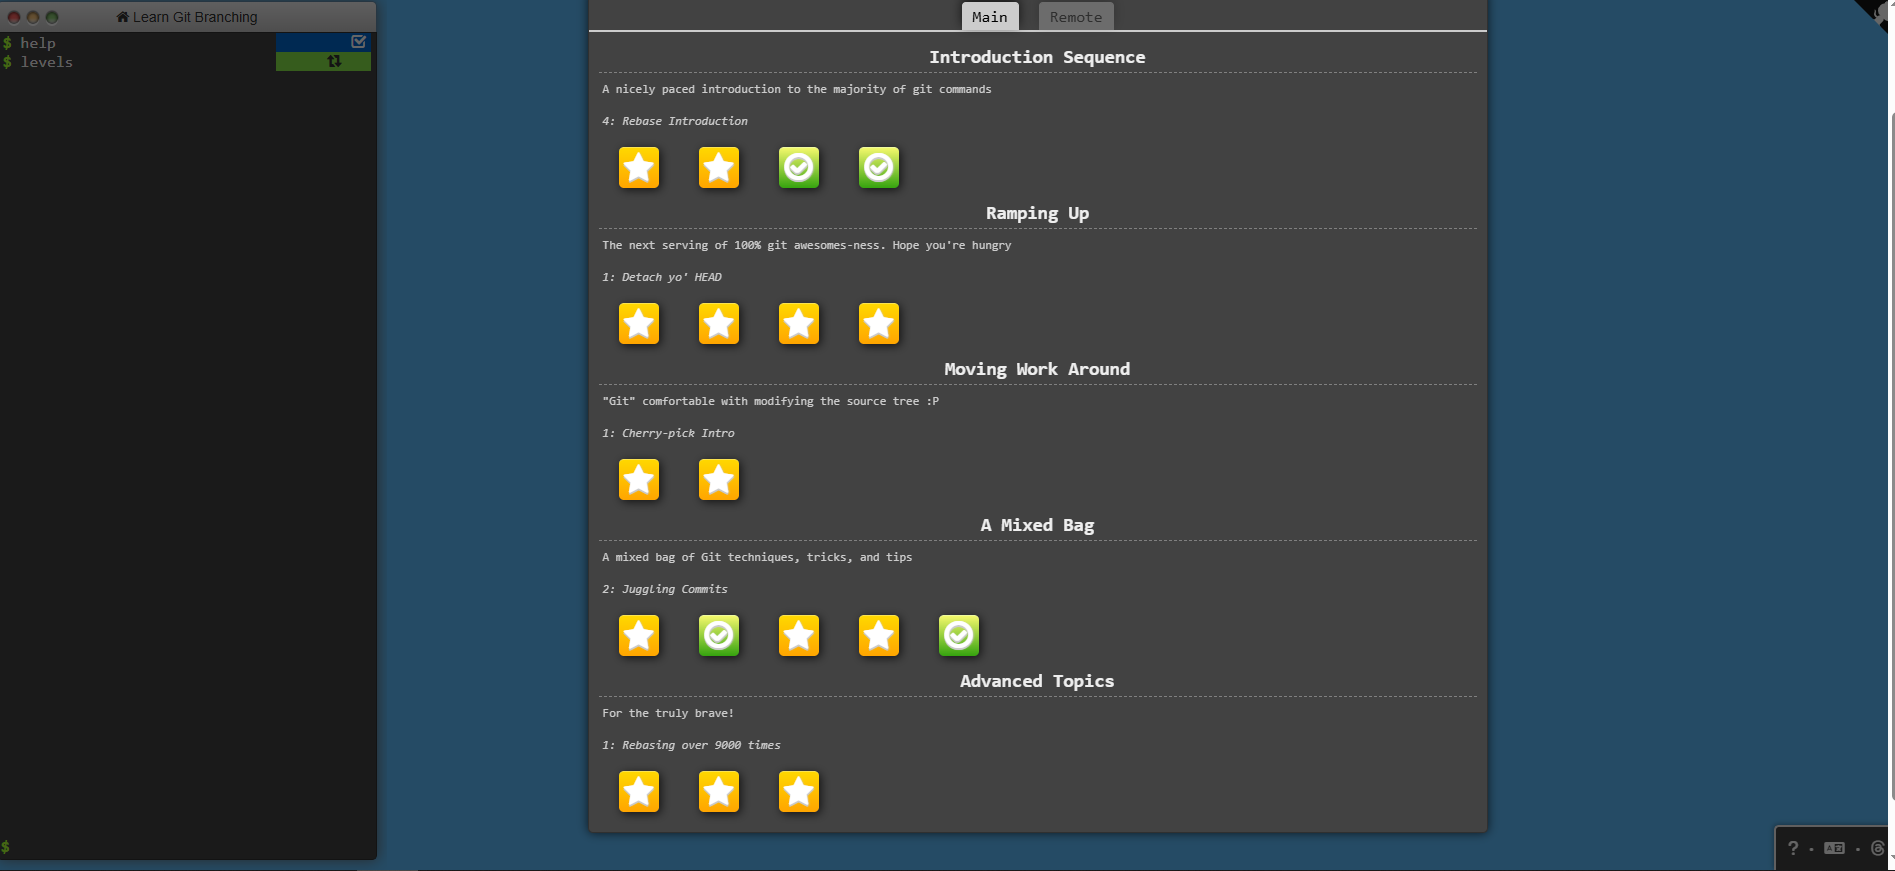 Learn Git Branching
$ help
$ levels
$
Main
Remote
Introduction Sequence
A nicely paced introduction to the majority of git commands
4: Rebase Introduction
Ramping Up
The next serving of 100% git awesomes-ness. Hope you're hungry
1: Detach yo' HEAD
Moving Work Around
"Git" comfortable with modifying the source tree :P
1: Cherry-pick Intro
A Mixed Bag
A mixed bag of Git techniques, tricks, and tips
2: Juggling Commits
Advanced Topics
For the truly brave!
1: Rebasing over 9000 times
?